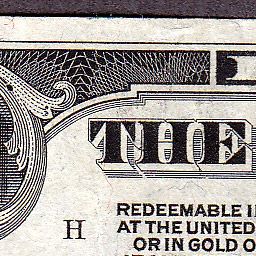 THE
REDEEMABLE I
AT THE UNITED
H
OR IN GOLD O